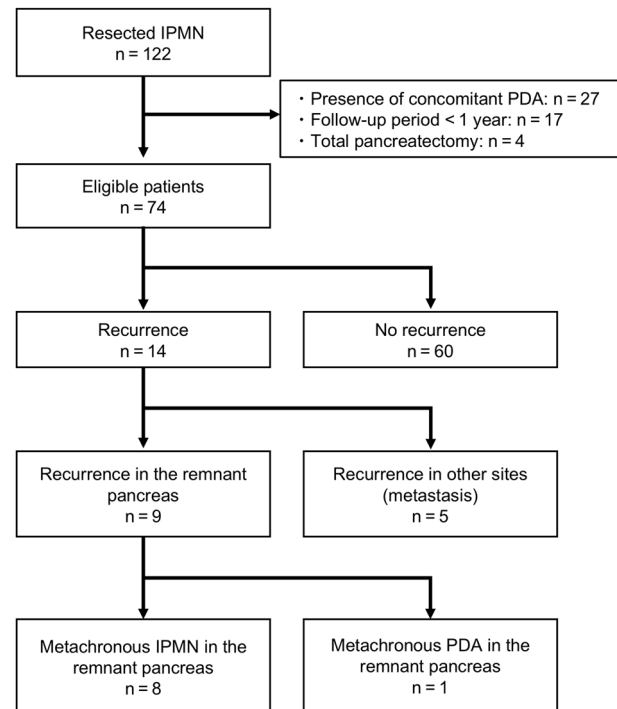 Resected IPMN
n = 122
・Presence of concomitant PDA: n = 27
・Follow-up period < 1 year: n = 17
・Total pancreatectomy: n = 4
Eligible patients
n = 74
Recurrence
n = 14
No recurrence
n = 60
Recurrence in the remnant
pancreas
n = 9
Recurrence in other sites
(metastasis)
n = 5
Metachronous IPMN in the
remnant pancreas
n = 8
Metachronous PDA in the
remnant pancreas
n = 1